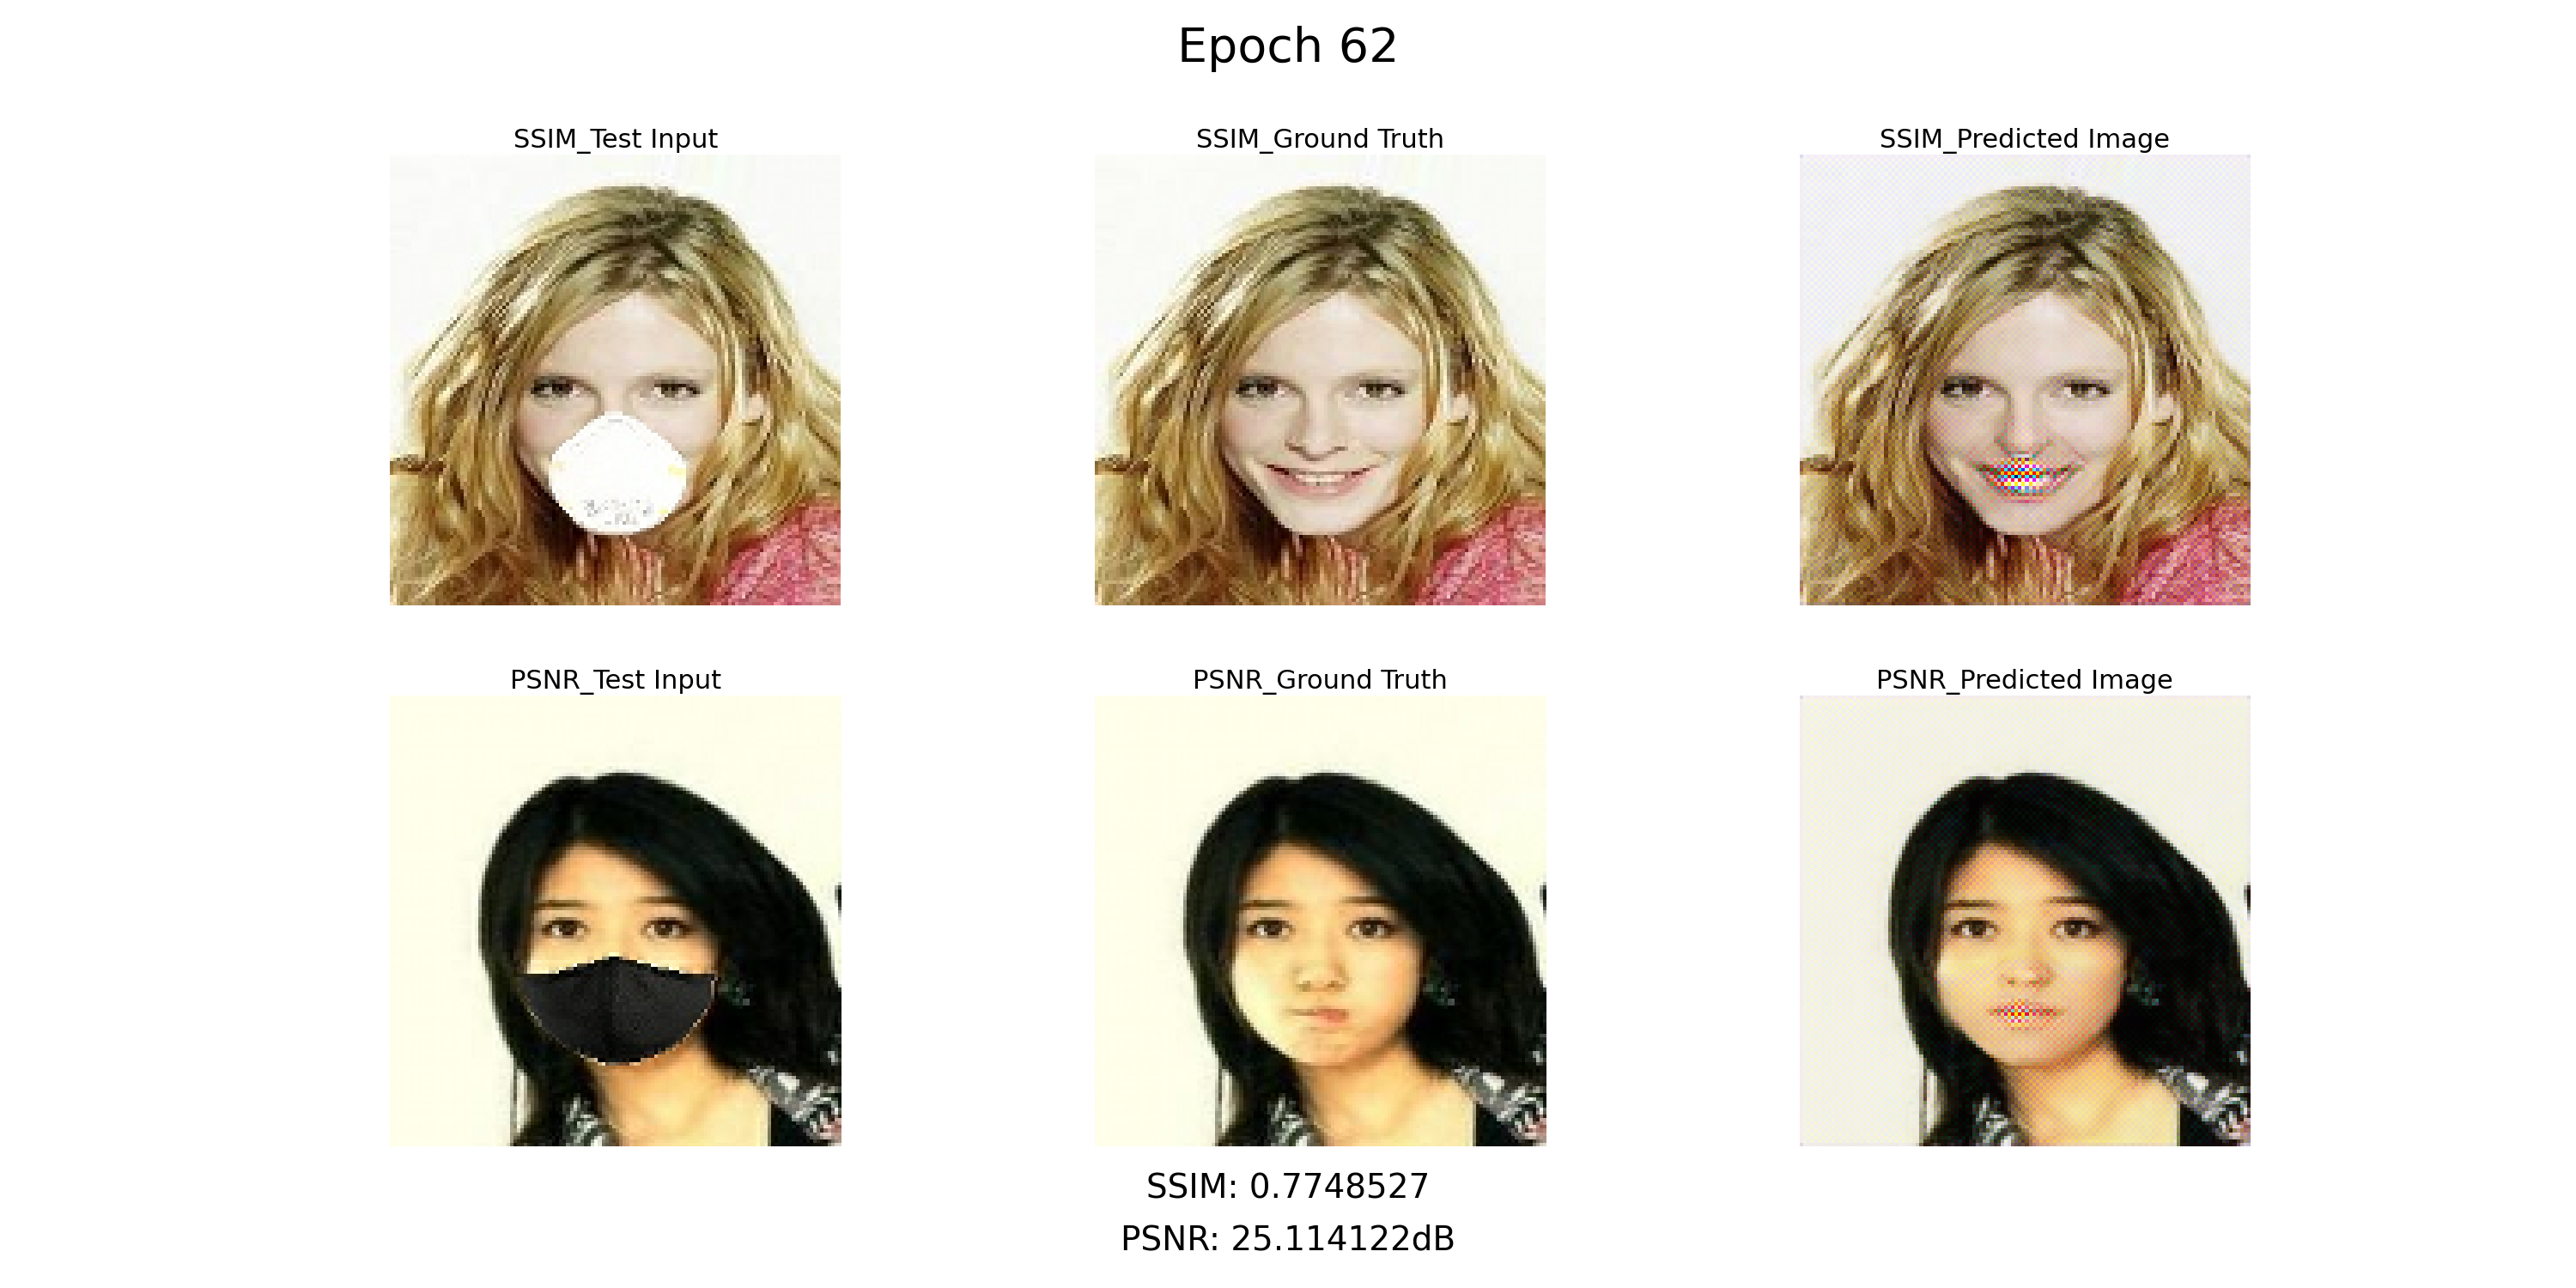 Epoch 62
SSIM_Test Input
SSIM_Ground Truth
SSIM_Predicted Image
PSNR_Test Input
PSNR_Ground Truth
PSNR_Predicted Image
SSIM: 0.7748527
PSNR: 25.114122dB